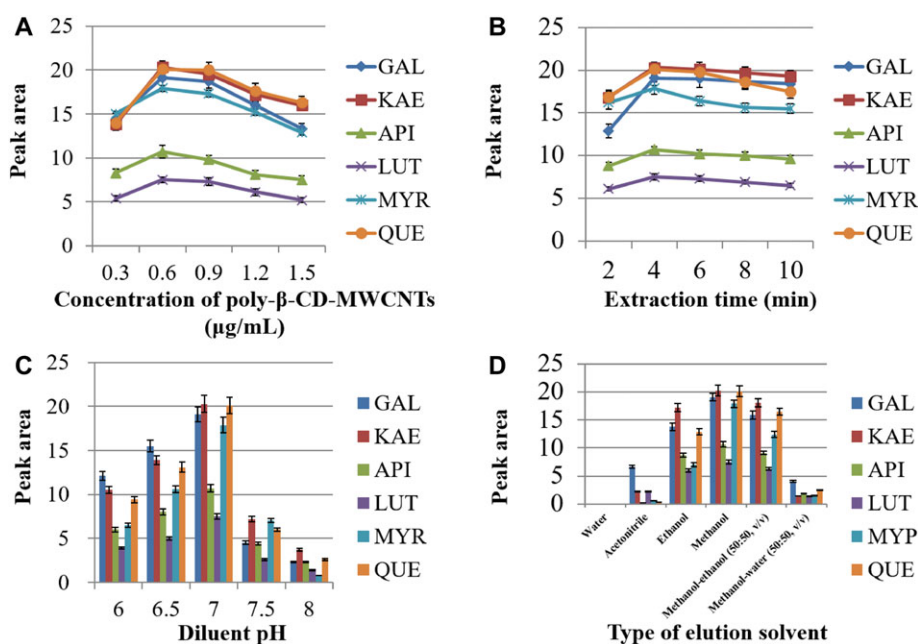 A
25
20
15
10
5
0
Peak area
0.3 0.6 0.9 1.2 1.5
Concentration of poly-β-CD-MWCNTs
(μg/mL)
GAL
KAE
API
LUT
MYR
QUE
B
25
20
15
10
5
0
Peak area
2 4 6 8 10
Extraction time (min)
GAL
KAE
API
LUT
MYR
QUE
C
25
20
15
10
5
0
Peak area
6 6.5 7 7.5 8
Diluent pH
GAL
KAE
API
LUT
MYR
QUE
D
25
20
15
10
5
0
Peak area
Water
Acetonitrile
Ethanol
Methanol
Methanol-ethanol (50:50, v/v)
Methanol-water (50:50, v/v)
Type of elution solvent
GAL
KAE
API
LUT
MYP
QUE